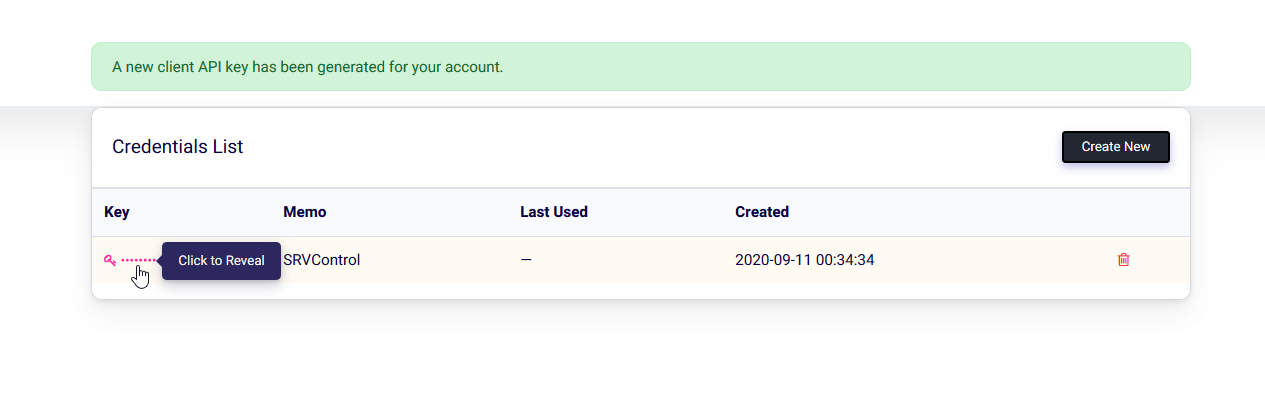 A new client API key has been generated for your account.
Credentials List
Create New
Key Memo Last Used Created
•••••••• Click to Reveal SRVControl — 2020-09-11 00:34:34